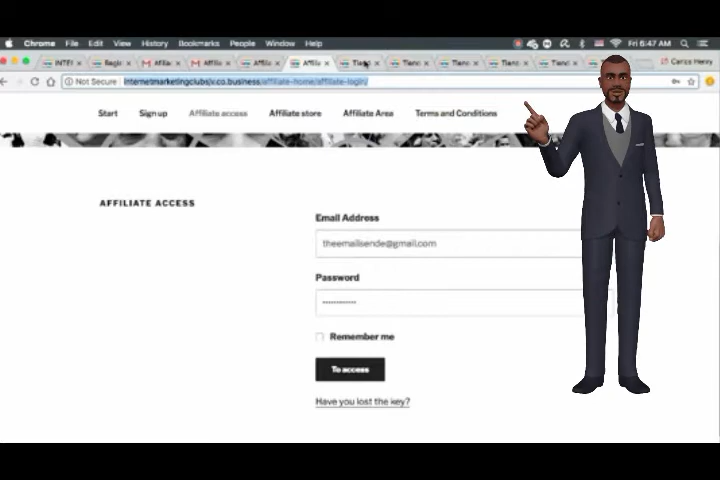 Chrome File Edit View History Bookmarks People Window Help Fri 6:47 AM
Carlos Henry
Not Secure internetmarketingclubsjv.co.business/affiliate-home/affiliate-login/
Start Sign up Affiliate access Affiliate store Affiliate Area Terms and Conditions
AFFILIATE ACCESS
Email Address
theemailsende@gmail.com
Password
Remember me
To access
Have you lost the key?